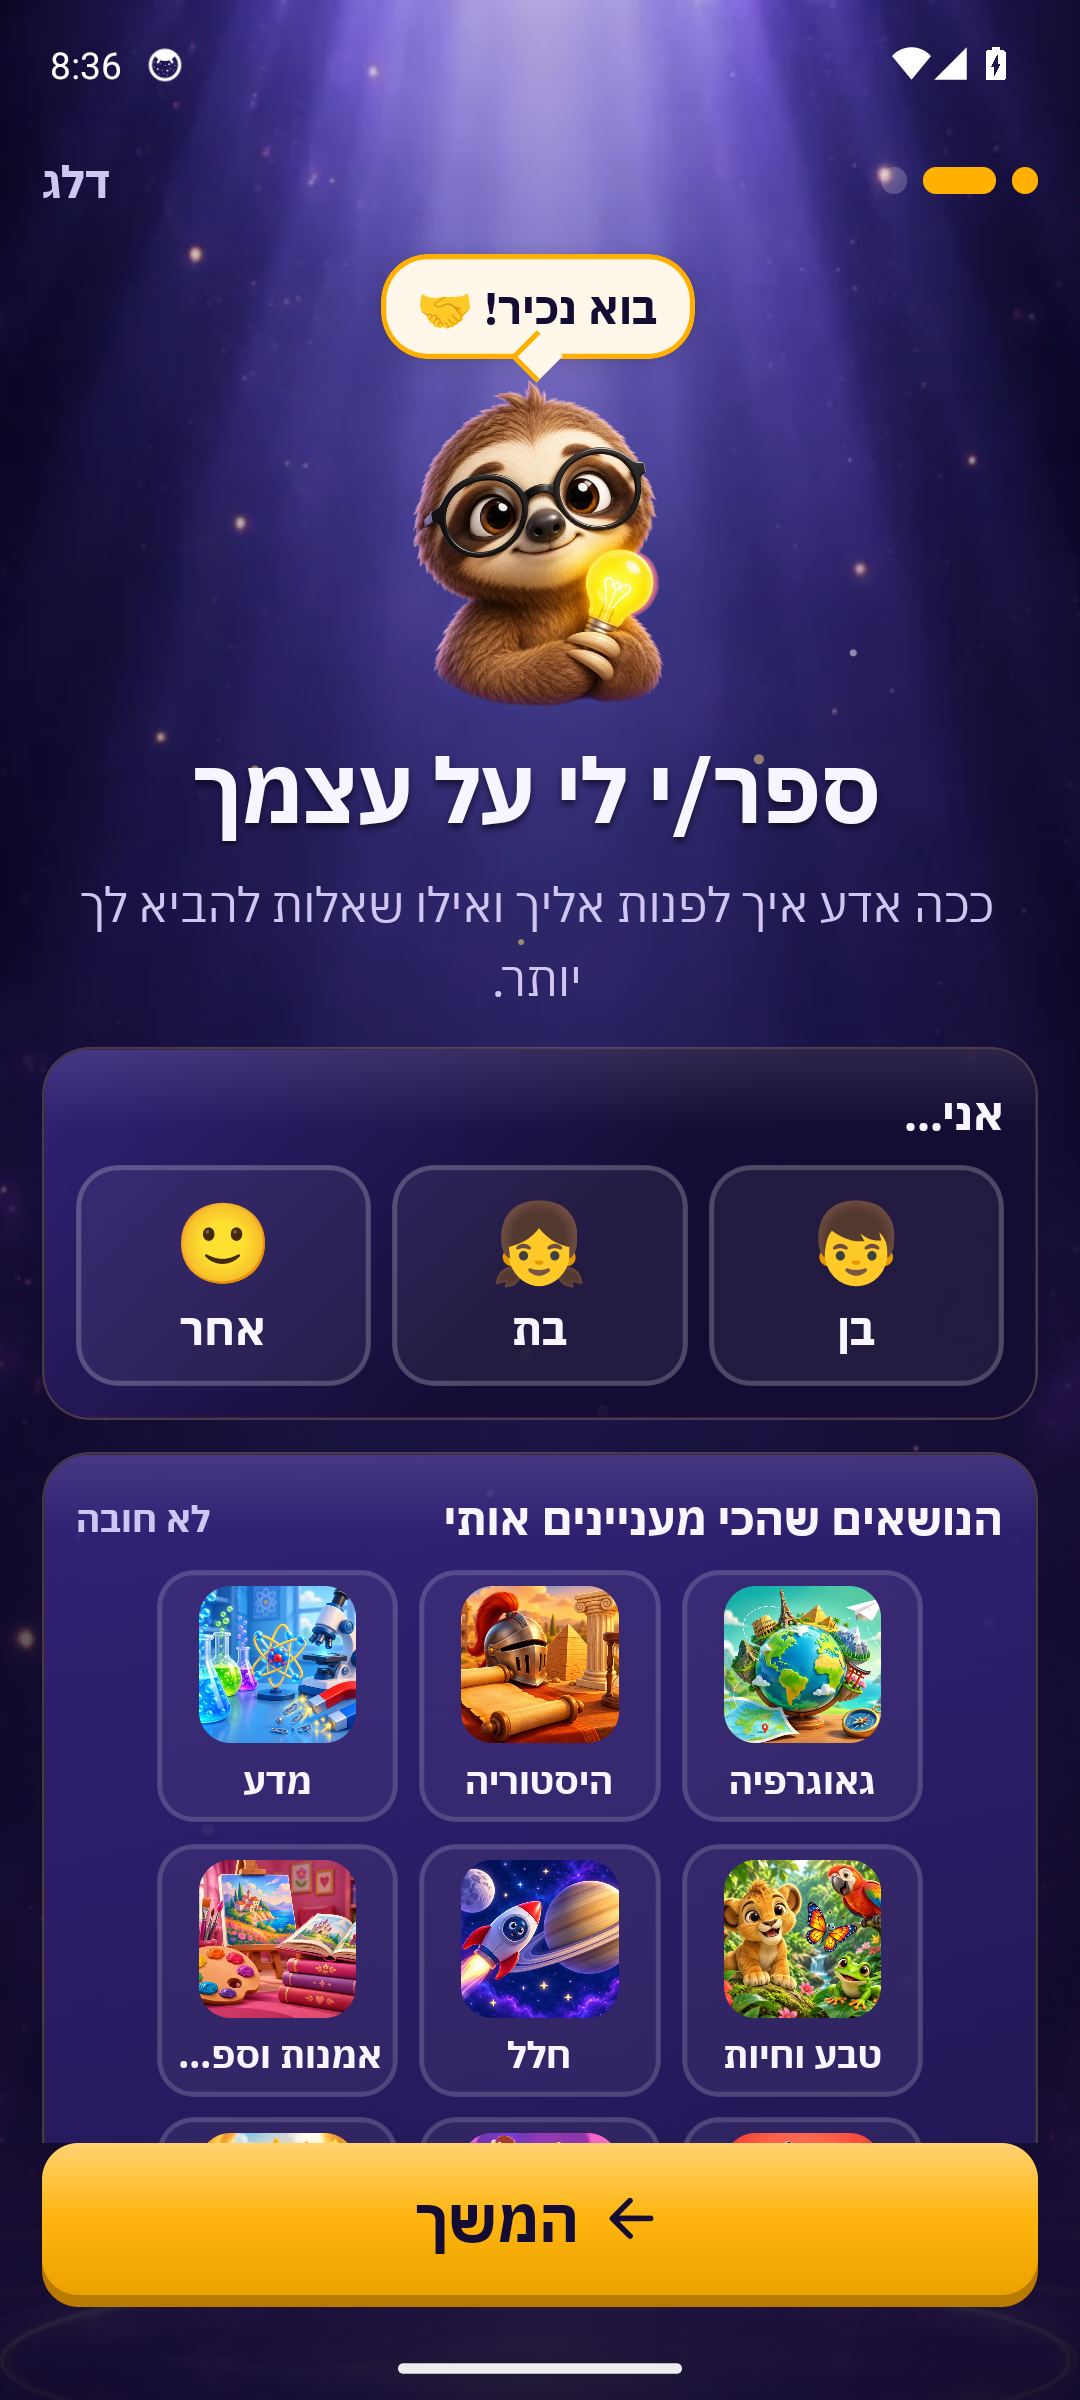 8:36
דלג
בוא נכיר! 🤝
ספר/י לי על עצמך
ככה אדע איך לפנות אליך ואילו שאלות להביא לך
יותר.
אני...
בן
בת
אחר
הנושאים שהכי מעניינים אותי
לא חובה
גאוגרפיה
היסטוריה
מדע
טבע וחיות
חלל
אמנות וספ...
המשך